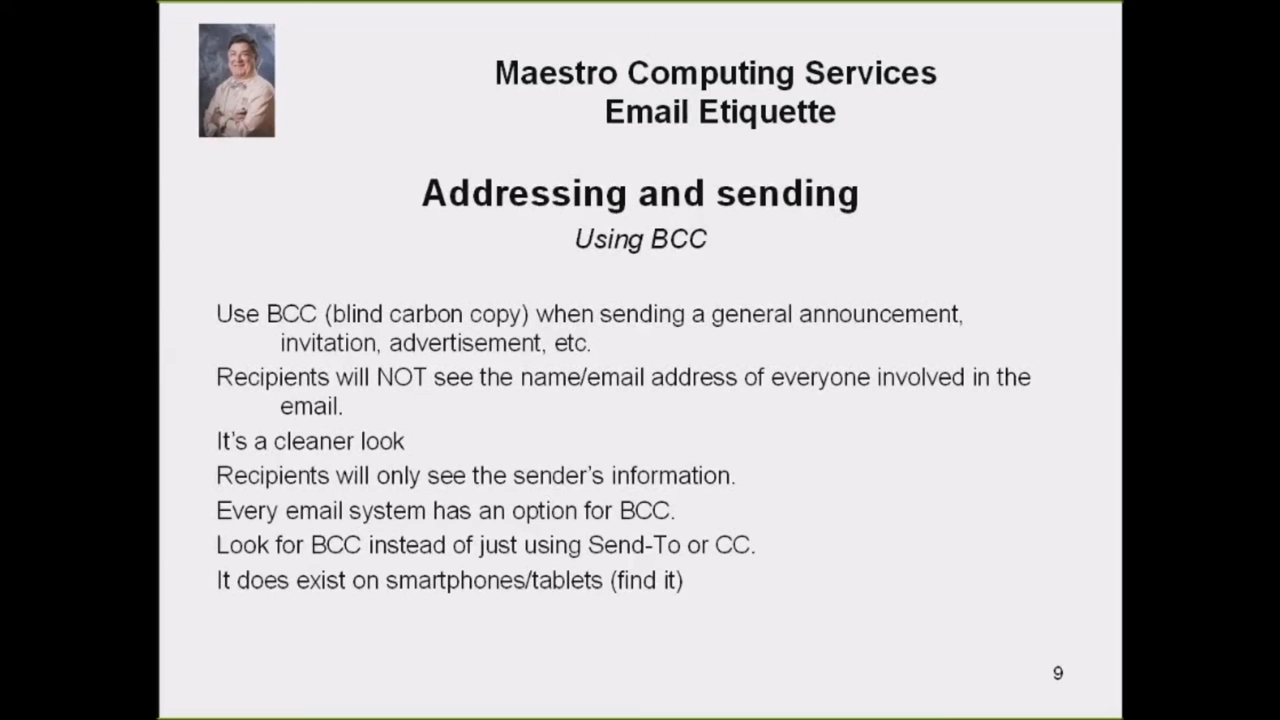 Maestro Computing Services
Email Etiquette
Addressing and sending
Using BCC
Use BCC (blind carbon copy) when sending a general announcement,
invitation, advertisement, etc.
Recipients will NOT see the name/email address of everyone involved in the
email.
It's a cleaner look
Recipients will only see the sender's information.
Every email system has an option for BCC.
Look for BCC instead of just using Send-To or CC.
It does exist on smartphones/tablets (find it)
9